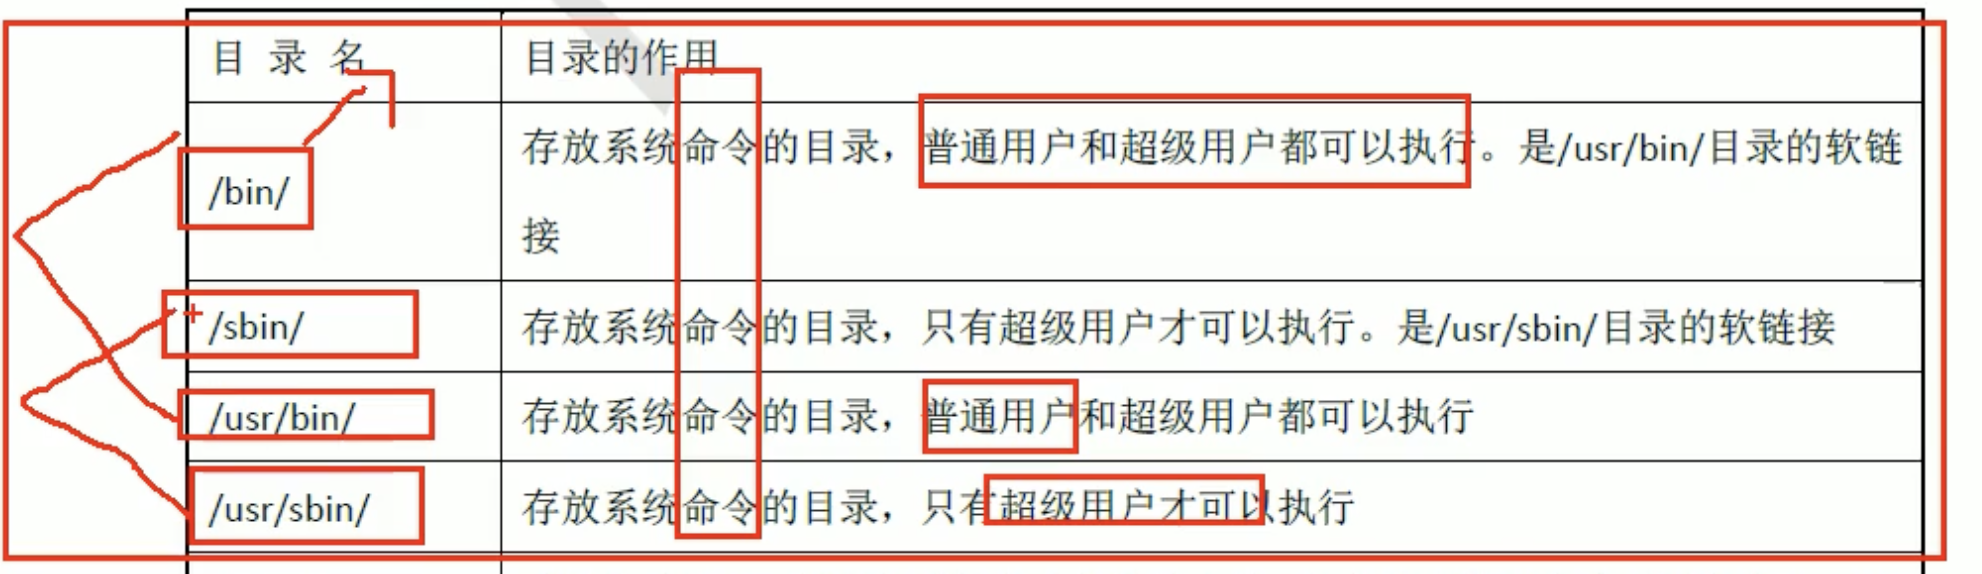 目 录 名
目录的作用
/bin/
存放系统命令的目录，普通用户和超级用户都可以执行。是/usr/bin/目录的软链
接
/sbin/
存放系统命令的目录，只有超级用户才可以执行。是/usr/sbin/目录的软链接
/usr/bin/
存放系统命令的目录，普通用户和超级用户都可以执行
/usr/sbin/
存放系统命令的目录，只有超级用户才可以执行